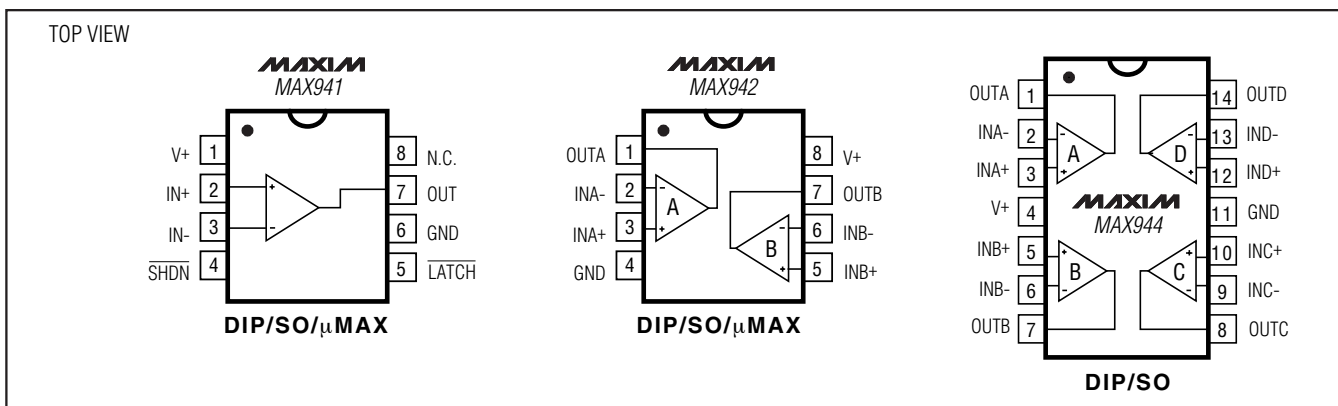 TOP VIEW
MAXIM
MAX941
V+ 1
IN+ 2
IN- 3
SHDN 4
8 N.C.
7 OUT
6 GND
5 LATCH
+
-
DIP/SO/µMAX
MAXIM
MAX942
OUTA 1
INA- 2
INA+ 3
GND 4
8 V+
7 OUTB
6 INB-
5 INB+
-
A
+
-
B
+
DIP/SO/µMAX
OUTA 1
INA- 2
INA+ 3
V+ 4
INB+ 5
INB- 6
OUTB 7
14 OUTD
13 IND-
12 IND+
11 GND
10 INC+
9 INC-
8 OUTC
-
A
+
-
D
+
MAXIM
MAX944
+
B
-
+
C
-
DIP/SO